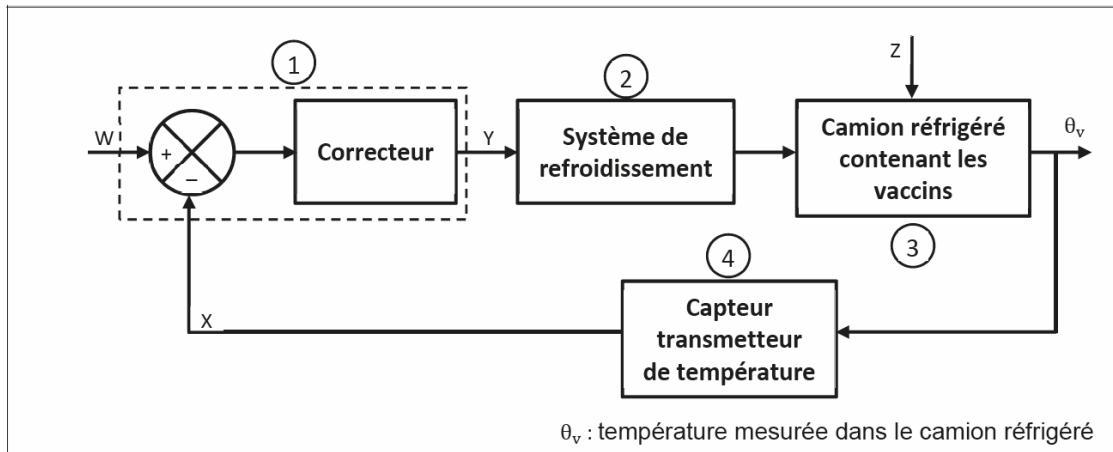 1
W
+
−
Correcteur
Y
2
Système de
refroidissement
Z
Camion réfrigéré
contenant les
vaccins
θv
3
4
Capteur
transmetteur
de température
X
θv : température mesurée dans le camion réfrigéré